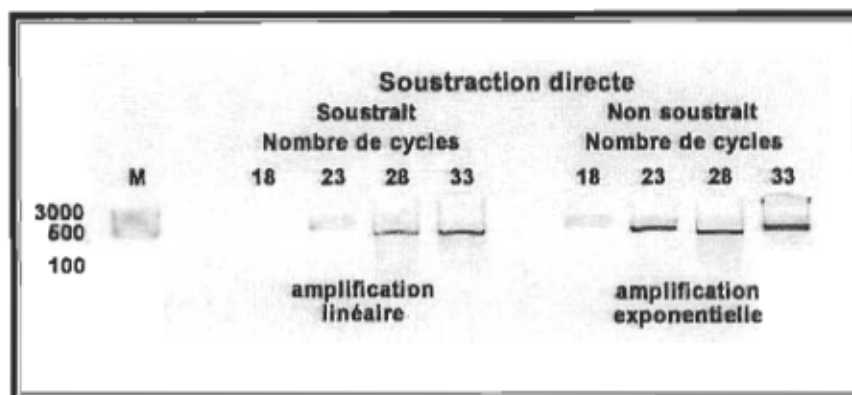 Soustraction directe
Soustrait Non soustrait
Nombre de cycles Nombre de cycles
M 18 23 28 33 18 23 28 33
3000
600
100
amplification amplification
linéaire exponentielle